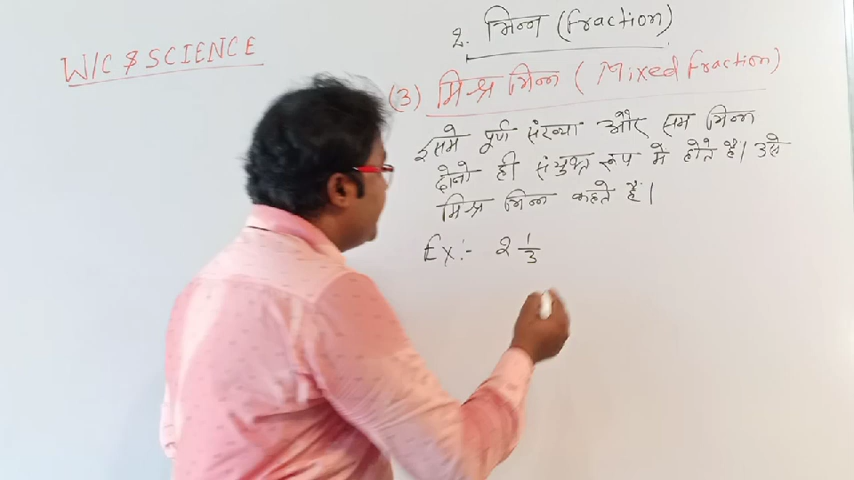 W/C $ SCIENCE
2. भिन्न (fraction)
(3) मिश्र भिन्न (Mixed fraction)
इसमे पूर्ण संख्या और सम भिन्न
दोनो ही संयुक्त रूप मे होते है। उसे
मिश्र भिन्न कहते हैं।
Ex:- 2 1/3